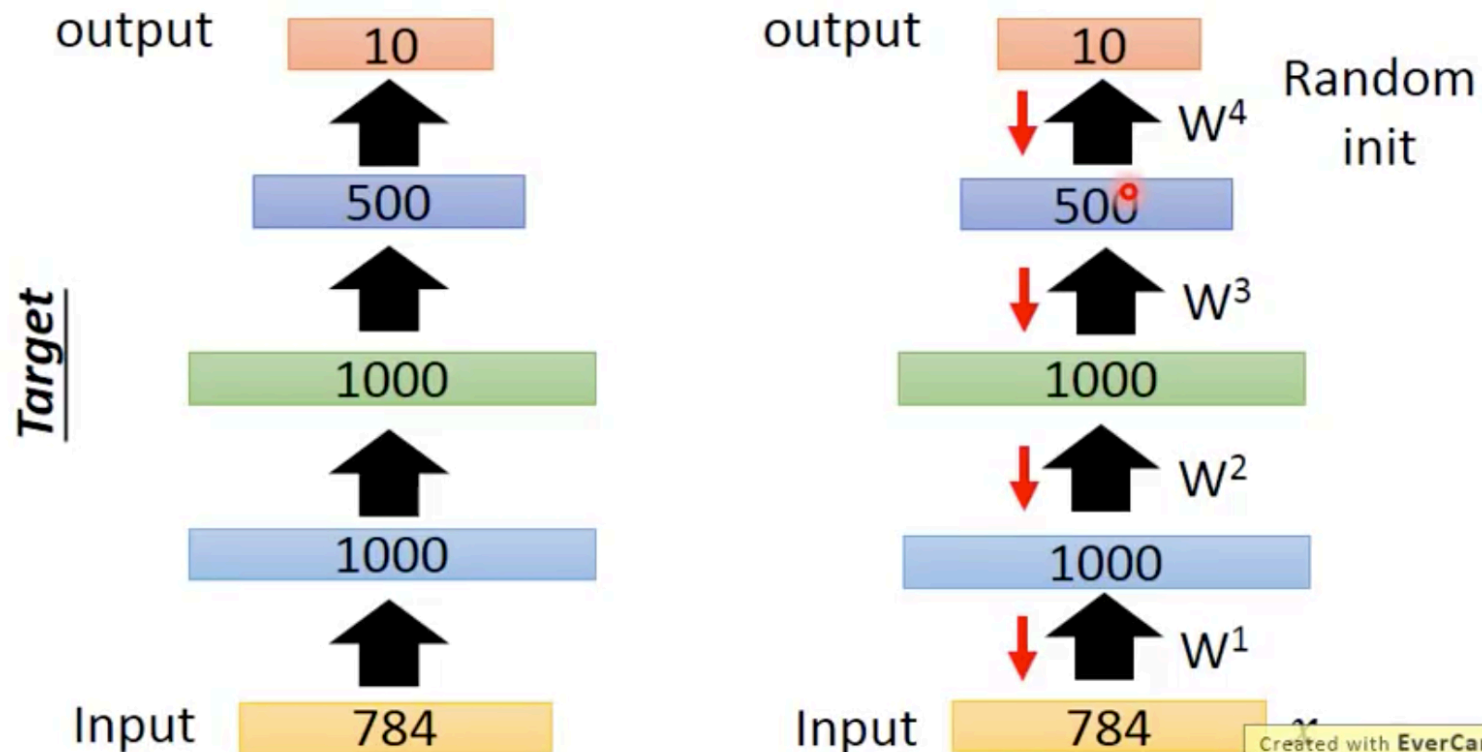 output
10
500
Target
1000
1000
Input
784
output
10
Random
init
W⁴
500
W³
1000
W²
1000
W¹
Input
784
x
Created with EverCa